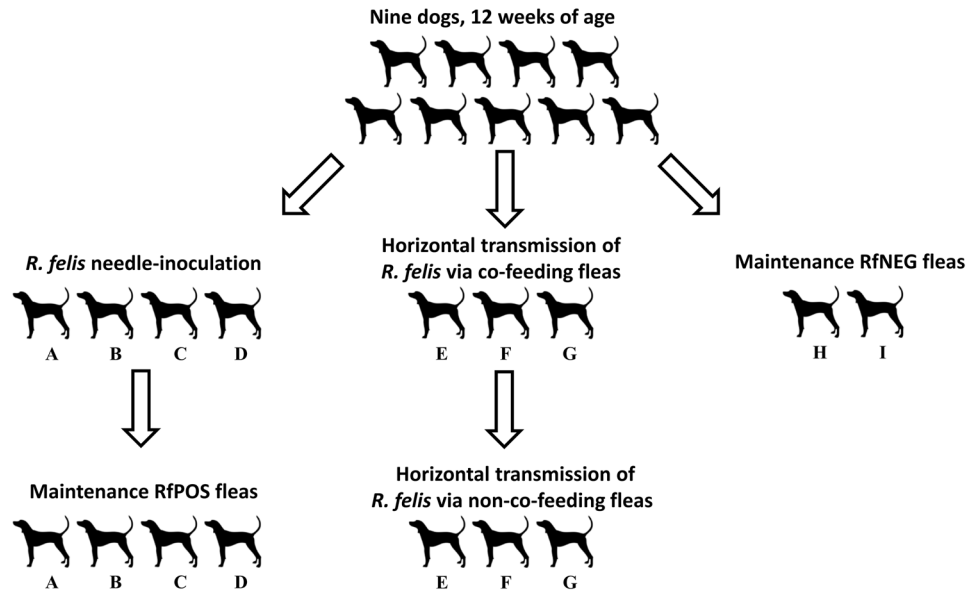 Nine dogs, 12 weeks of age
R. felis needle-inoculation
A B C D
Horizontal transmission of
R. felis via co-feeding fleas
E F G
Maintenance RfNEG fleas
H I
Maintenance RfPOS fleas
A B C D
Horizontal transmission of
R. felis via non-co-feeding fleas
E F G